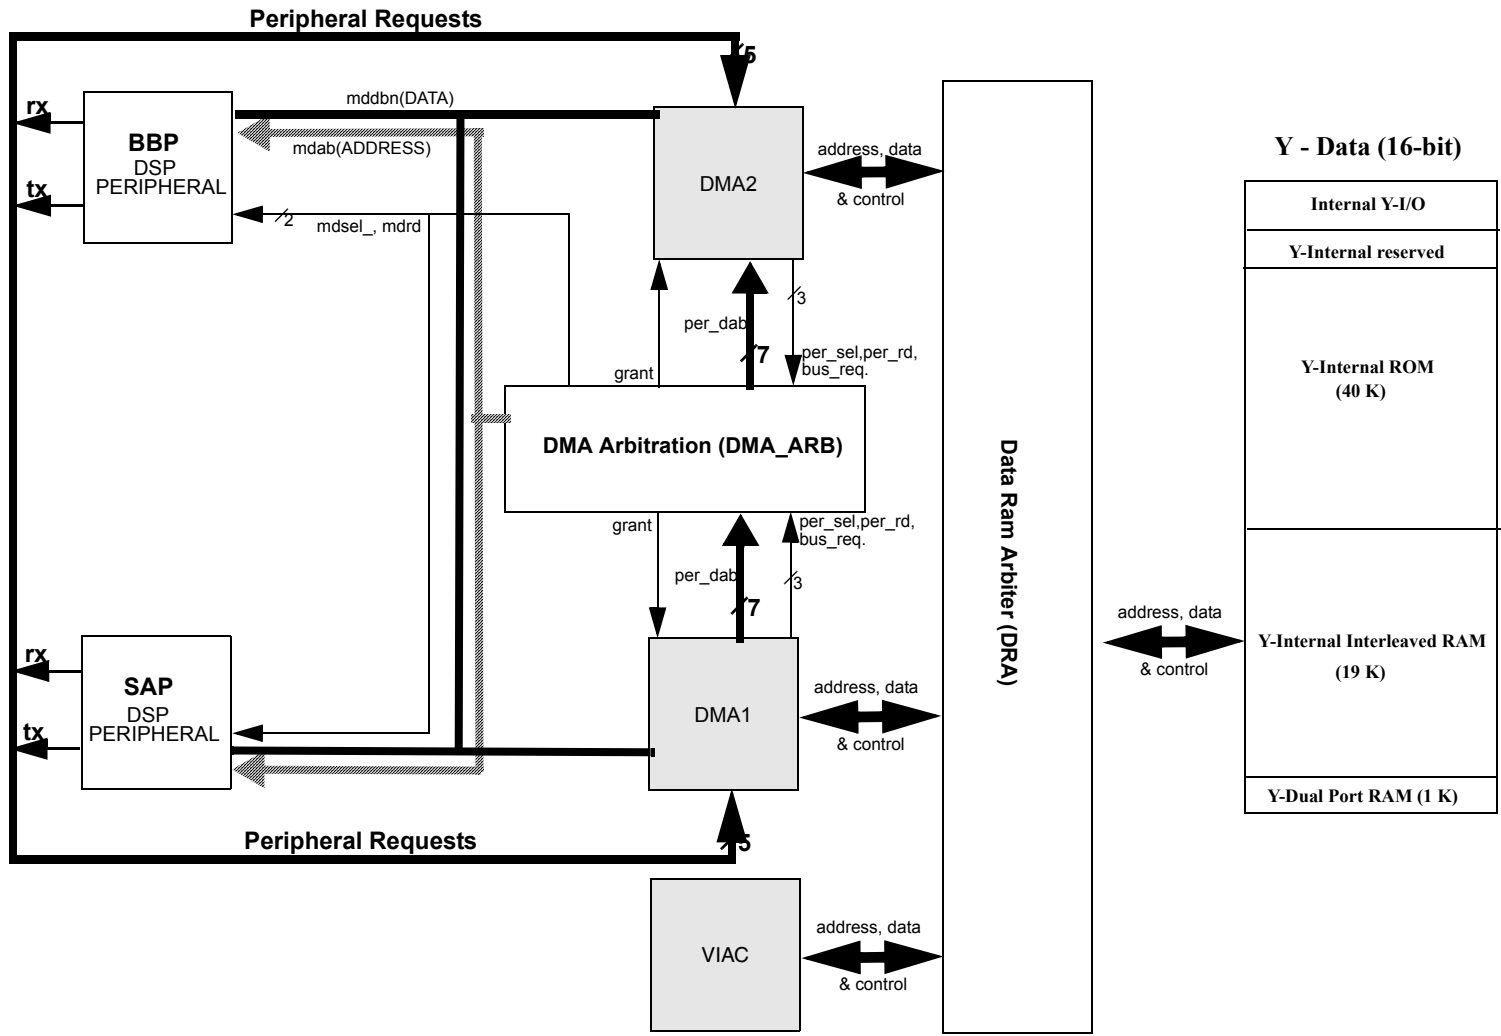 Peripheral Requests
5
rx
BBP
DSP
PERIPHERAL
tx
mddbn(DATA)
mdab(ADDRESS)
2
mdsel_, mdrd
DMA2
address, data
& control
Y - Data (16-bit)
Internal Y-I/O
Y-Internal reserved
Y-Internal ROM
(40 K)
Y-Internal Interleaved RAM
(19 K)
Y-Dual Port RAM (1 K)
3
per_dab
7
per_sel,per_rd,
bus_req.
grant
DMA Arbitration (DMA_ARB)
Data Ram Arbiter (DRA)
grant
per_sel,per_rd,
bus_req.
per_dab
3
7
address, data
& control
rx
SAP
DSP
PERIPHERAL
tx
DMA1
address, data
& control
Peripheral Requests
5
VIAC
address, data
& control